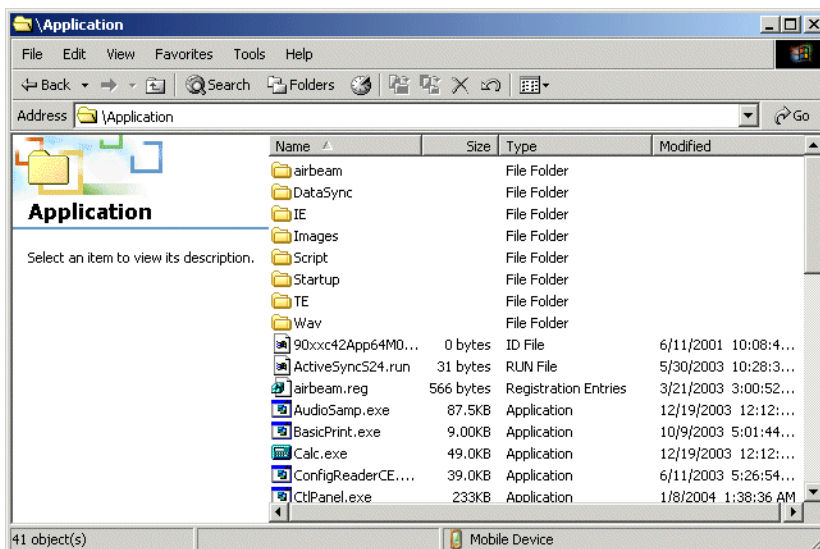 \Application
File Edit View Favorites Tools Help
Back Search Folders
Address \Application Go
Name Size Type Modified
Application
Select an item to view its description.
airbeam File Folder
DataSync File Folder
IE File Folder
Images File Folder
Script File Folder
Startup File Folder
TE File Folder
Wav File Folder
90xxc42App64M0... 0 bytes ID File 6/11/2001 10:08:4...
ActiveSyncS24.run 31 bytes RUN File 5/30/2003 10:28:3...
airbeam.reg 566 bytes Registration Entries 3/21/2003 3:00:52...
AudioSamp.exe 87.5KB Application 12/19/2003 12:12:...
BasicPrint.exe 9.00KB Application 10/9/2003 5:01:44...
Calc.exe 49.0KB Application 12/19/2003 12:12:...
ConfigReaderCE.... 39.0KB Application 6/11/2003 5:26:54...
CtlPanel.exe 233KB Application 1/8/2004 1:38:36 AM
41 object(s) Mobile Device